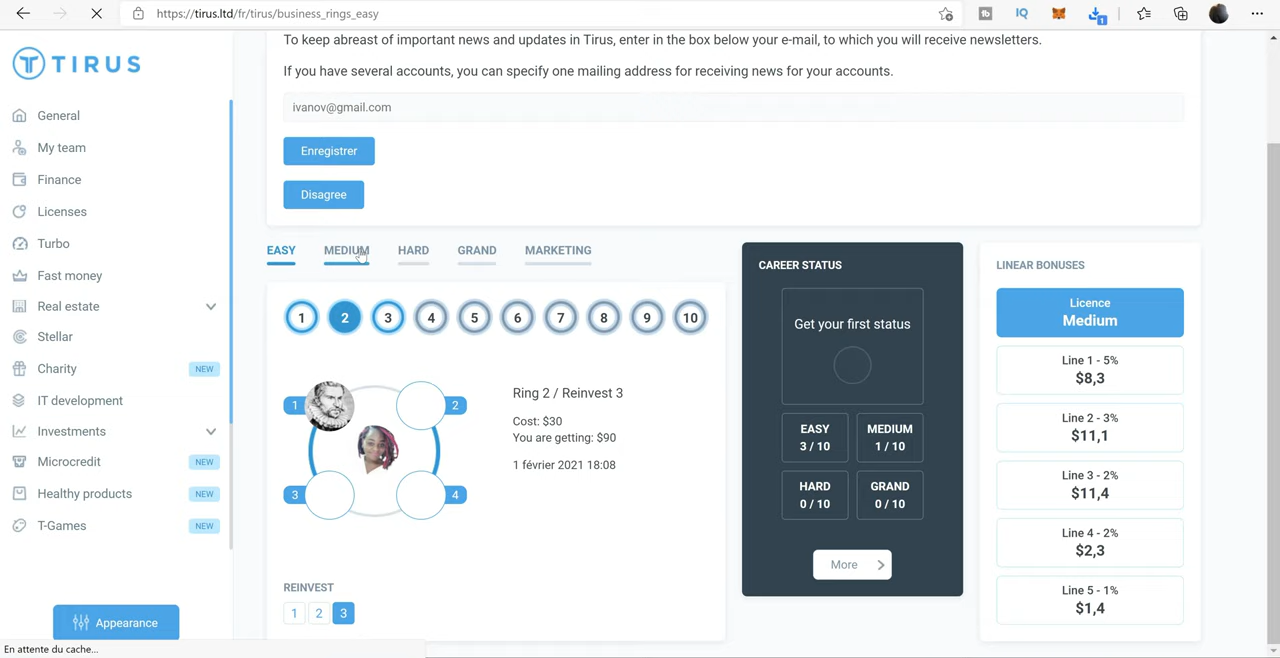 https://tirus.ltd/fr/tirus/business_rings_easy
IQ
1
TIRUS
General
My team
Finance
Licenses
Turbo
Fast money
Real estate
Stellar
Charity NEW
IT development
Investments
Microcredit NEW
Healthy products NEW
T-Games NEW
Appearance
En attente du cache...
To keep abreast of important news and updates in Tirus, enter in the box below your e-mail, to which you will receive newsletters.
If you have several accounts, you can specify one mailing address for receiving news for your accounts.
ivanov@gmail.com
Enregistrer
Disagree
EASY MEDIUM HARD GRAND MARKETING
1 2 3 4 5 6 7 8 9 10
1 2
3 4
Ring 2 / Reinvest 3
Cost: $30
You are getting: $90
1 février 2021 18:08
REINVEST
1 2 3
CAREER STATUS
Get your first status
EASY MEDIUM
3 / 10 1 / 10
HARD GRAND
0 / 10 0 / 10
More
LINEAR BONUSES
Licence
Medium
Line 1 - 5%
$8,3
Line 2 - 3%
$11,1
Line 3 - 2%
$11,4
Line 4 - 2%
$2,3
Line 5 - 1%
$1,4